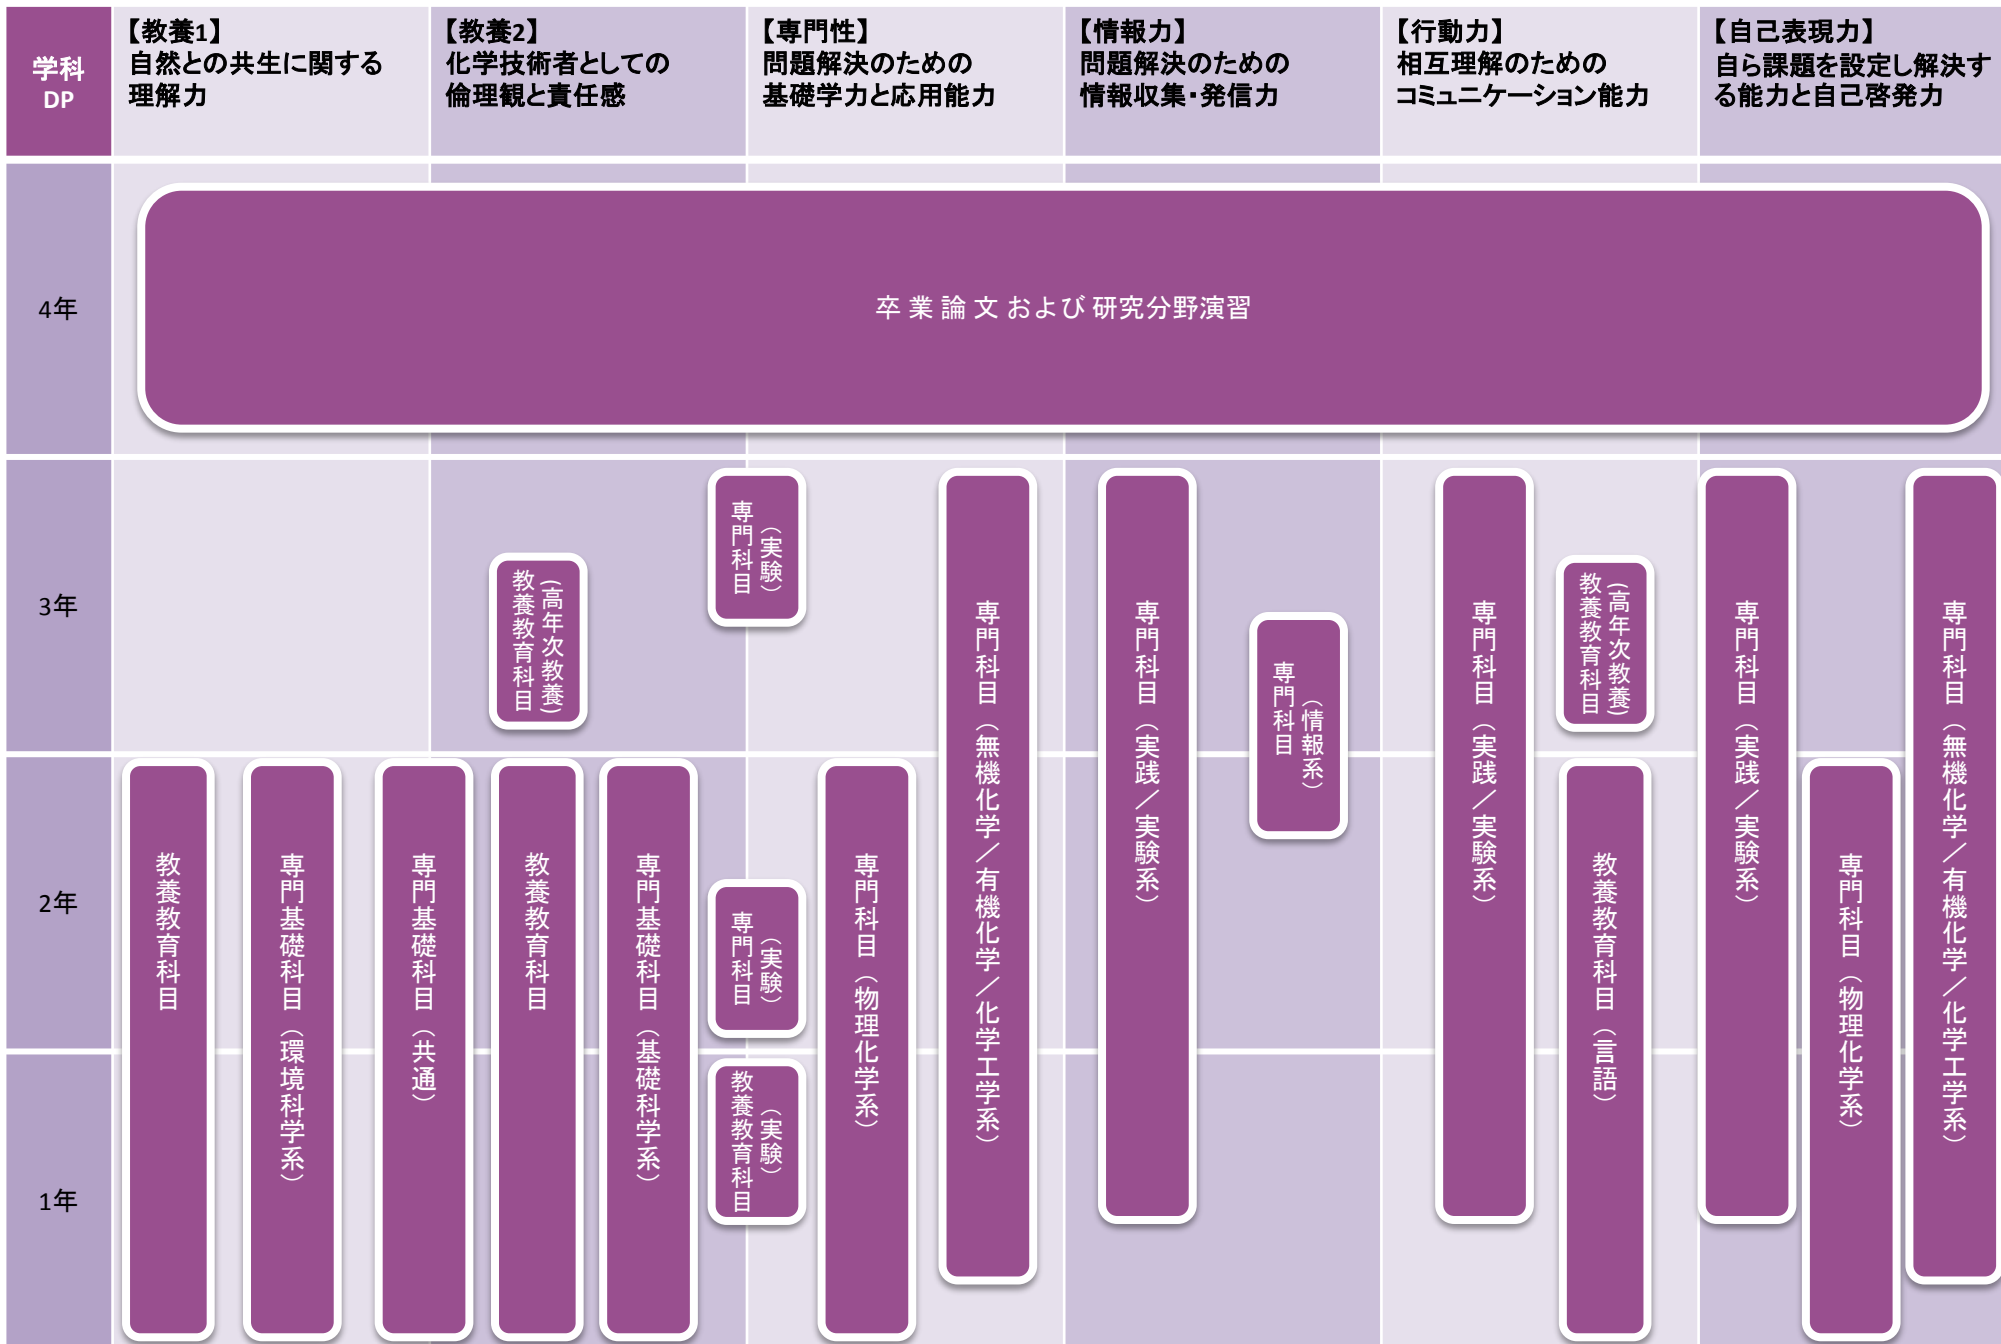 学科
DP
【教養1】
自然との共生に関する
理解力
【教養2】
化学技術者としての
倫理観と責任感
【専門性】
問題解決のための
基礎学力と応用能力
【情報力】
問題解決のための
情報収集・発信力
【行動力】
相互理解のための
コミュニケーション能力
【自己表現力】
自ら課題を設定し解決す
る能力と自己啓発力
4年
卒 業 論 文 および 研究分野演習
3年
教養教育科目
(高年次教養)
専門科目
(実験)
専門科目(無機化学/有機化学/化学工学系)
専門科目(実践/実験系)
専門科目
(情報系)
専門科目(実践/実験系)
教養教育科目
(高年次教養)
専門科目(実践/実験系)
専門科目(無機化学/有機化学/化学工学系)
2年
教養教育科目
専門基礎科目(環境科学系)
専門基礎科目(共通)
教養教育科目
専門基礎科目(基礎科学系)
専門科目
(実験)
専門科目(物理化学系)
教養教育科目(言語)
専門科目(物理化学系)
1年
教養教育科目
(実験)